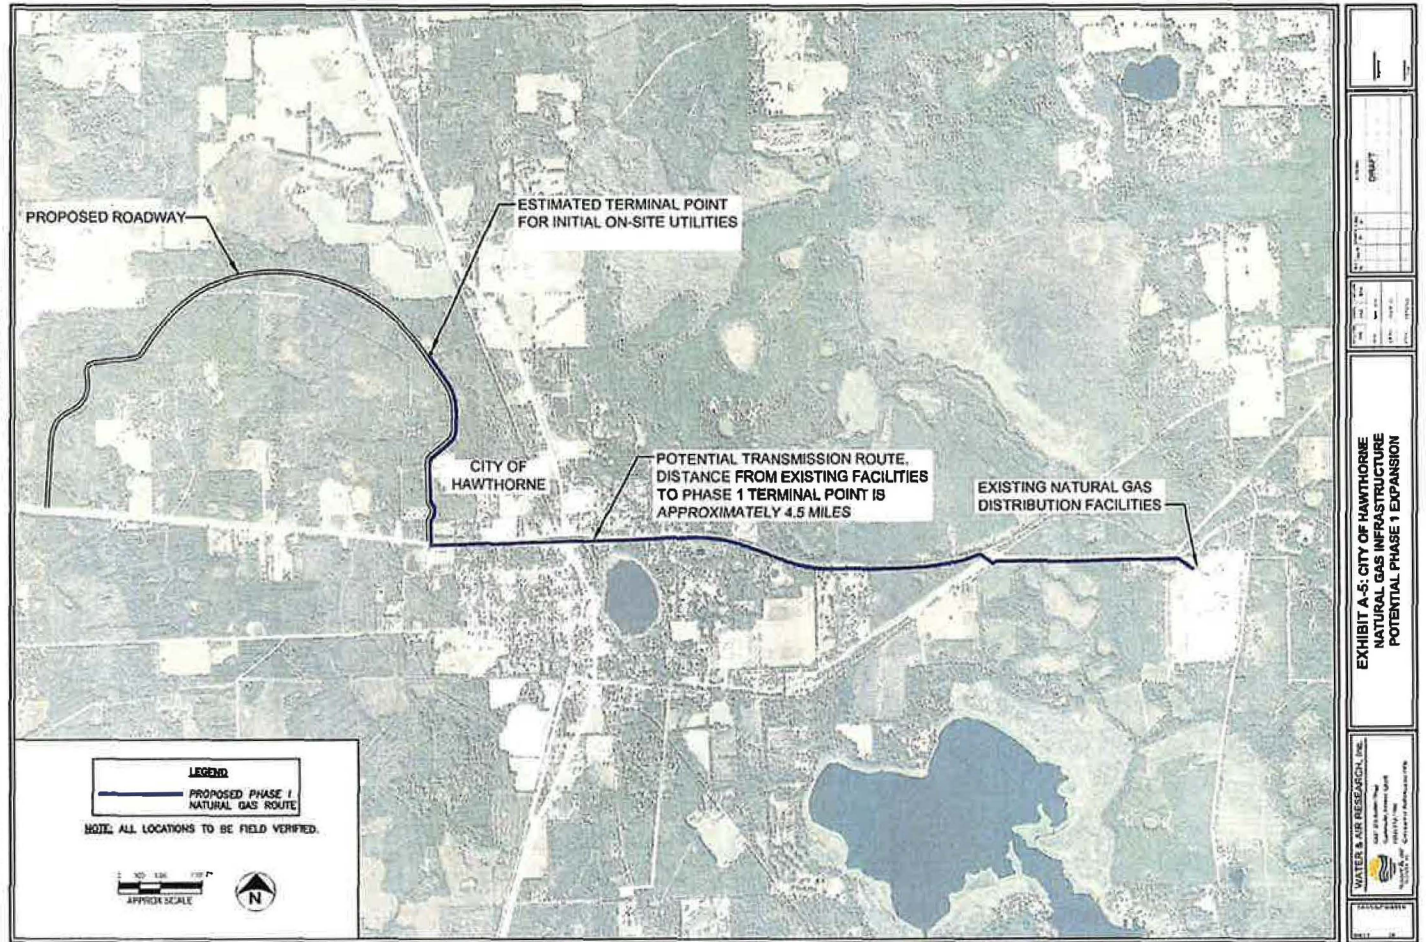 PROPOSED ROADWAY
ESTIMATED TERMINAL POINT
FOR INITIAL ON-SITE UTILITIES
CITY OF
HAWTHORNE
POTENTIAL TRANSMISSION ROUTE,
DISTANCE FROM EXISTING FACILITIES
TO PHASE 1 TERMINAL POINT IS
APPROXIMATELY 4.5 MILES
EXISTING NATURAL GAS
DISTRIBUTION FACILITIES
LEGEND
PROPOSED PHASE 1
NATURAL GAS ROUTE
NOTE: ALL LOCATIONS TO BE FIELD VERIFIED.
APPROX SCALE
N
DRAFT
EXHIBIT A-5: CITY OF HAWTHORNE
NATURAL GAS INFRASTRUCTURE
POTENTIAL PHASE 1 EXPANSION
WATER & AIR RESEARCH, Inc.